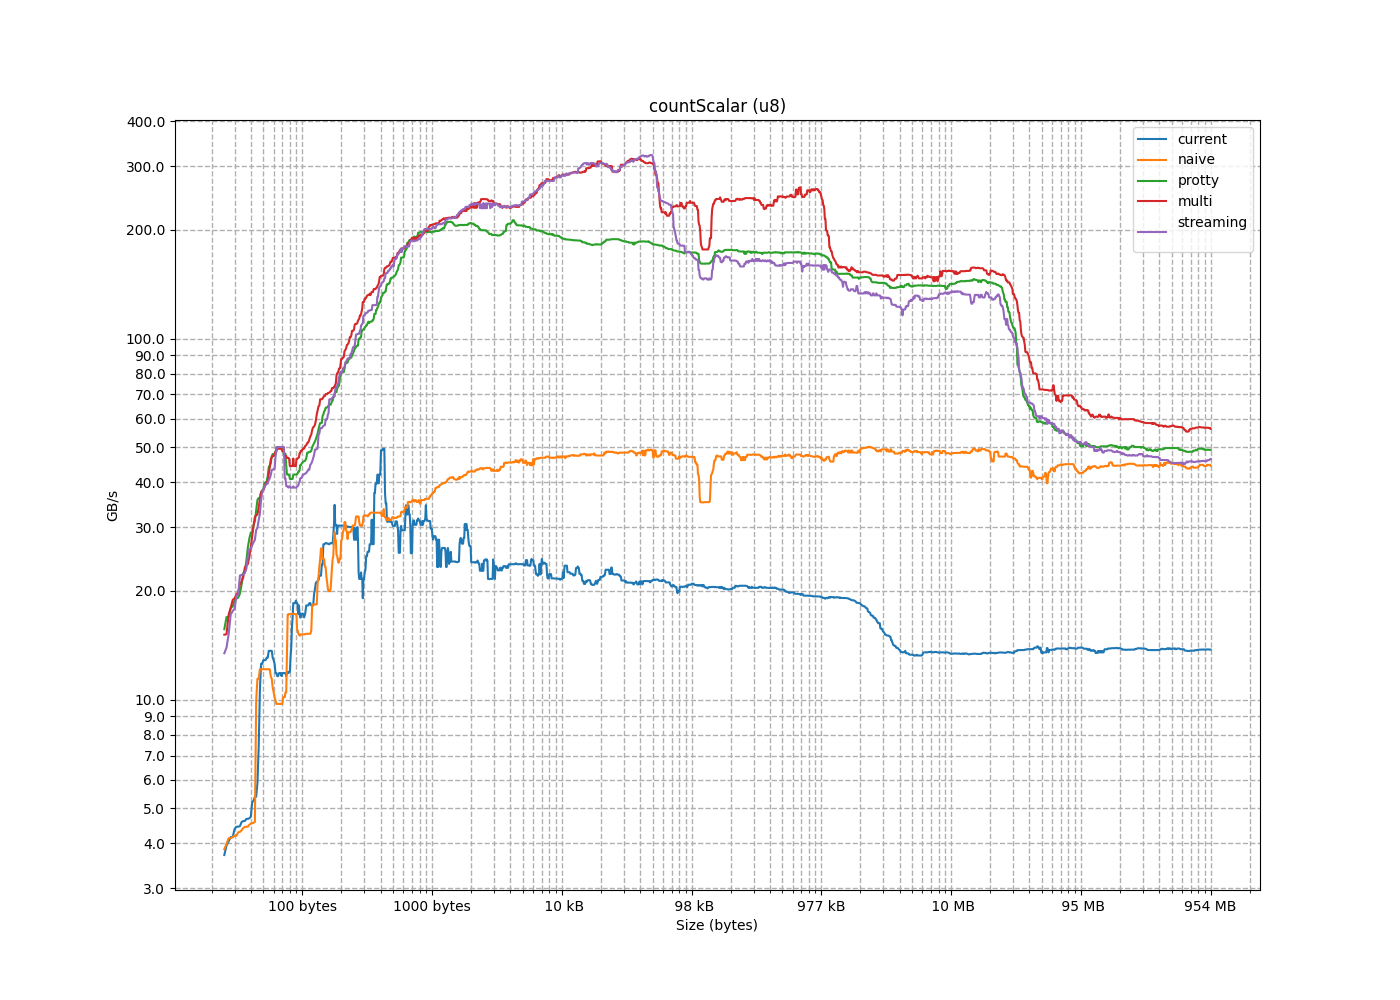 countScalar (u8)
400.0
300.0
200.0
100.0
90.0
80.0
70.0
60.0
50.0
40.0
30.0
20.0
10.0
9.0
8.0
7.0
6.0
5.0
4.0
3.0
GB/s
current
naive
protty
multi
streaming
100 bytes
1000 bytes
10 kB
98 kB
977 kB
10 MB
95 MB
954 MB
Size (bytes)